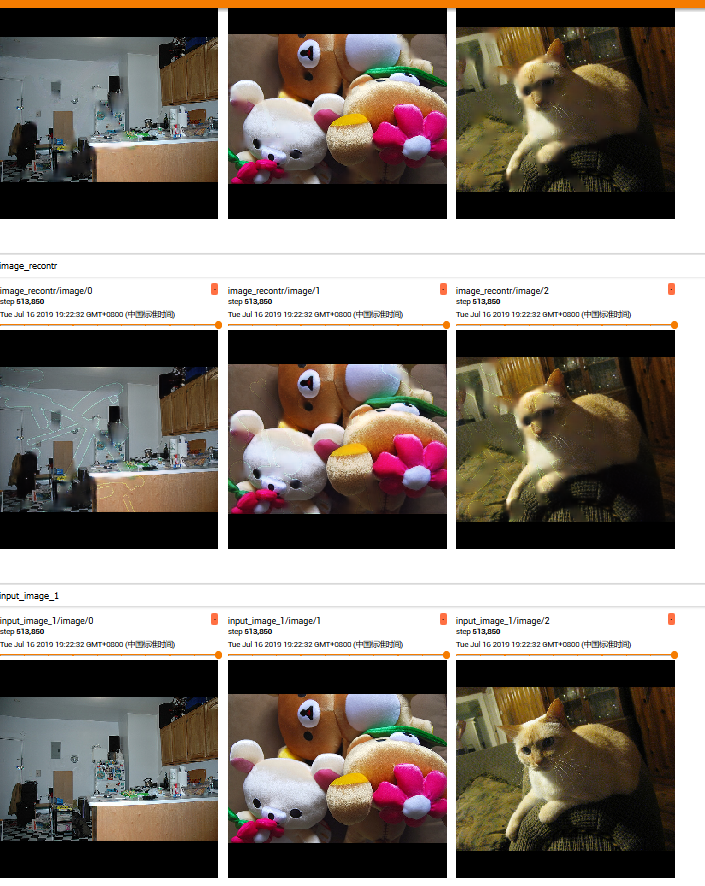 image_recontr
image_recontr/image/0
step 513,850
Tue Jul 16 2019 19:22:32 GMT+0800 (中国标准时间)
image_recontr/image/1
step 513,850
Tue Jul 16 2019 19:22:32 GMT+0800 (中国标准时间)
image_recontr/image/2
step 513,850
Tue Jul 16 2019 19:22:32 GMT+0800 (中国标准时间)
input_image_1
input_image_1/image/0
step 513,850
Tue Jul 16 2019 19:22:32 GMT+0800 (中国标准时间)
input_image_1/image/1
step 513,850
Tue Jul 16 2019 19:22:32 GMT+0800 (中国标准时间)
input_image_1/image/2
step 513,850
Tue Jul 16 2019 19:22:32 GMT+0800 (中国标准时间)